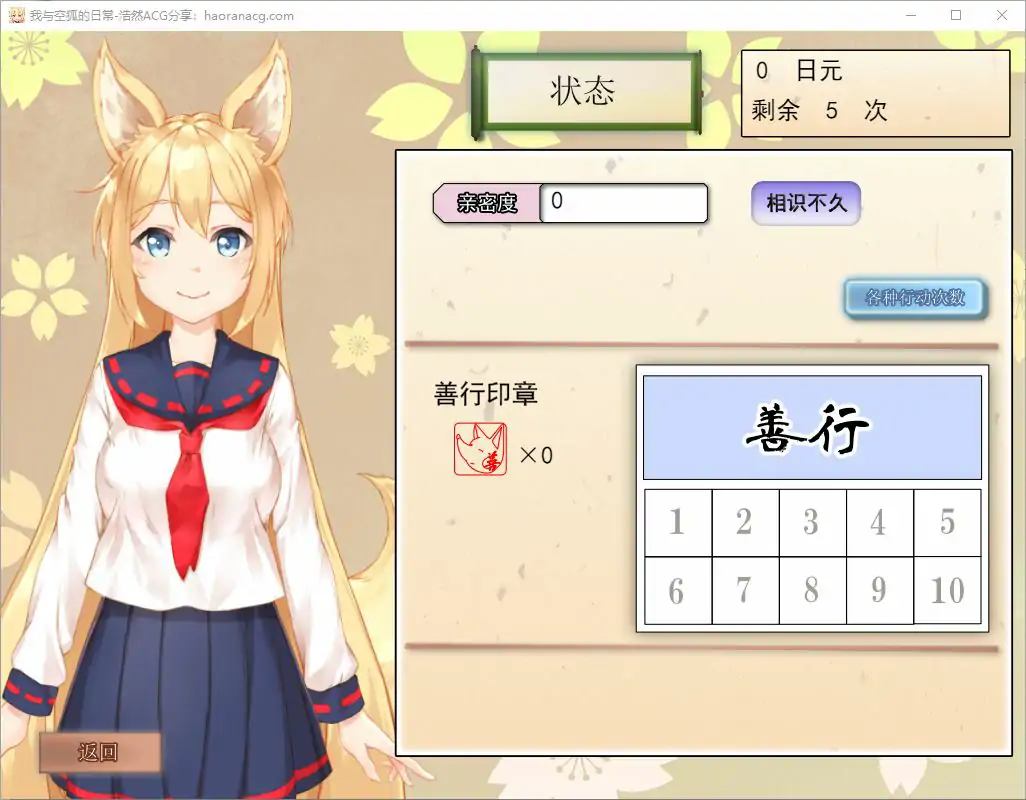 我与空狐的日常-浩然ACG分享：haoranacg.com
状态
0 日元
剩余 5 次
亲密度 0 相识不久
各种行动次数
善行印章
善 ×0
善行
1 2 3 4 5
6 7 8 9 10
返回